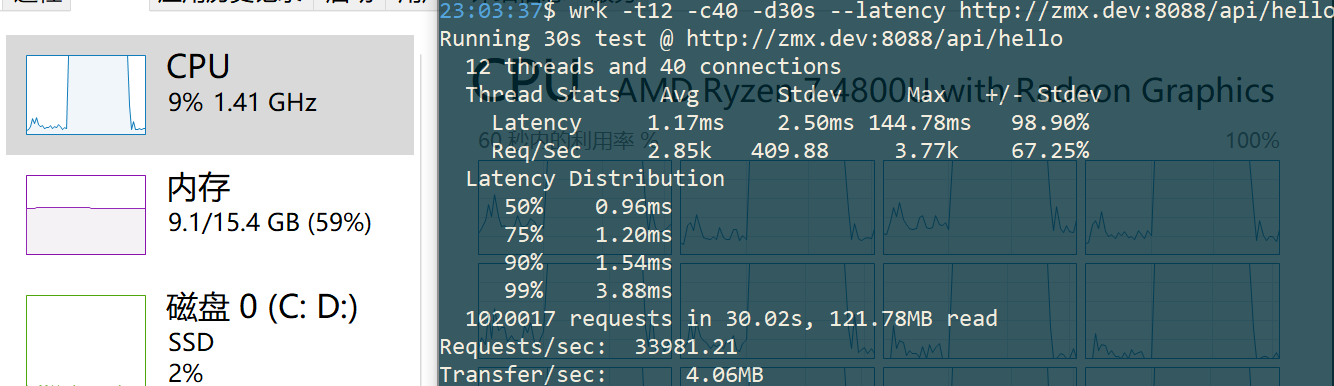 CPU
9% 1.41 GHz
内存
9.1/15.4 GB (59%)
磁盘 0 (C: D:)
SSD
2%
23:03:37$ wrk -t12 -c40 -d30s --latency http://zmx.dev:8088/api/hello
Running 30s test @ http://zmx.dev:8088/api/hello
12 threads and 40 connections
CPU AMD Ryzen 7 4800U with Radeon Graphics
Thread Stats Avg Stdev Max +/- Stdev
Latency 1.17ms 2.50ms 144.78ms 98.90%
60 秒内的利用率 % 100%
Req/Sec 2.85k 409.88 3.77k 67.25%
Latency Distribution
50% 0.96ms
75% 1.20ms
90% 1.54ms
99% 3.88ms
1020017 requests in 30.02s, 121.78MB read
Requests/sec: 33981.21
Transfer/sec: 4.06MB